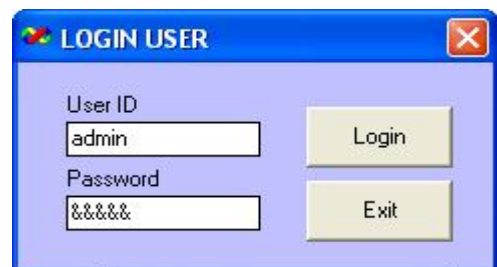 LOGIN USER
User ID
admin
Login
Password
&&&&&
Exit